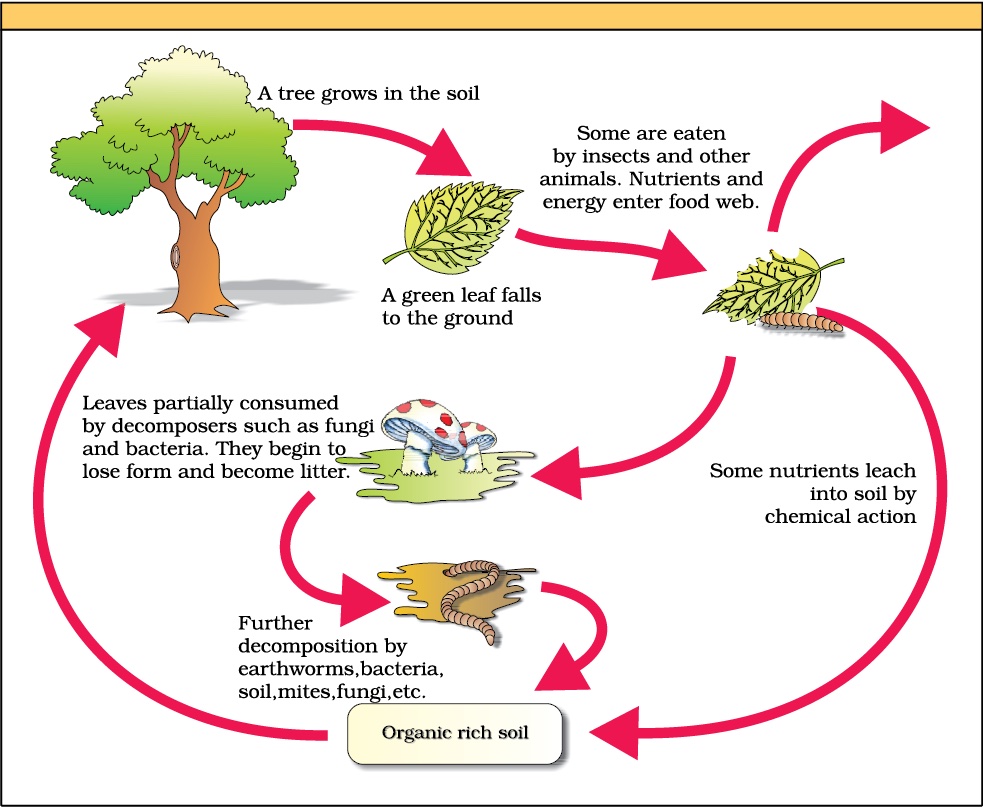 A tree grows in the soil
Some are eaten
by insects and other
animals. Nutrients and
energy enter food web.
A green leaf falls
to the ground
Leaves partially consumed
by decomposers such as fungi
and bacteria. They begin to
lose form and become litter.
Some nutrients leach
into soil by
chemical action
Further
decomposition by
earthworms,bacteria,
soil,mites,fungi,etc.
Organic rich soil